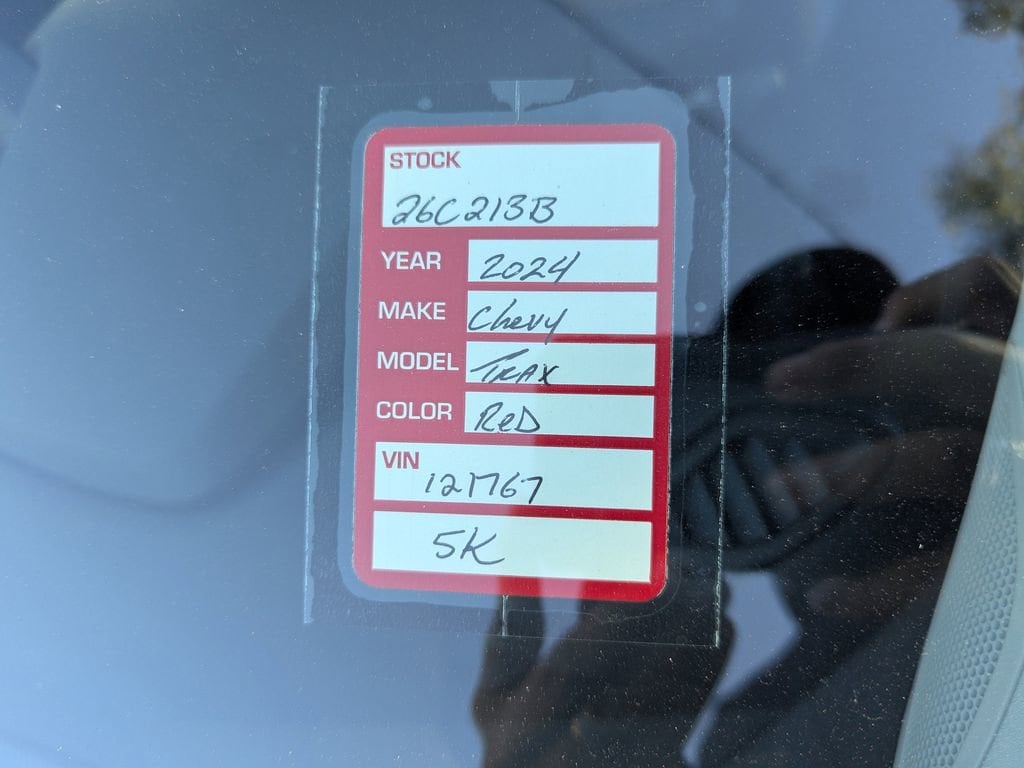 STOCK
26C213B
YEAR 2024
MAKE Chevy
MODEL TRAX
COLOR ReD
VIN
121767
5K